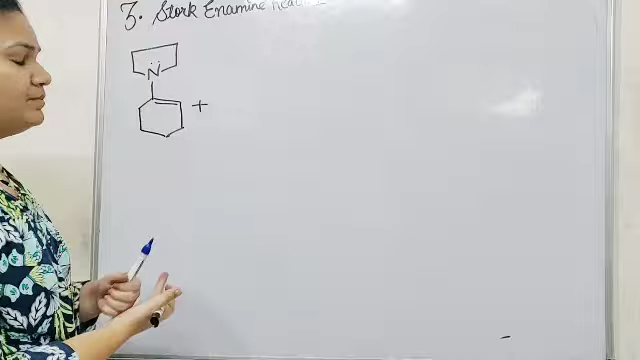 3. Stork Enamine Reaction
N
+